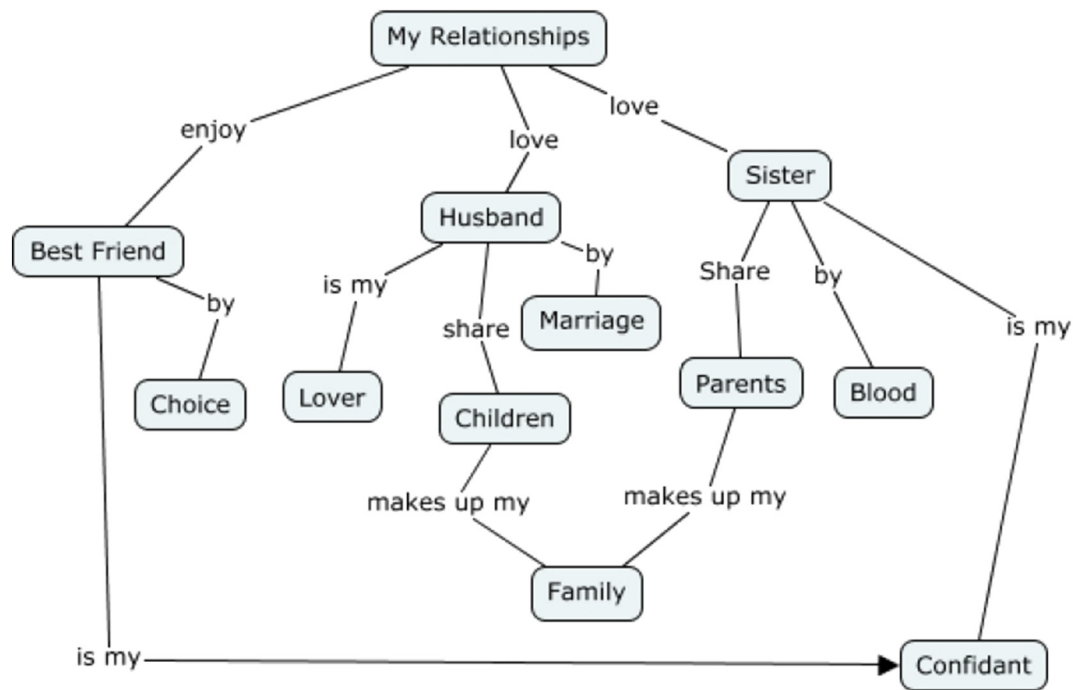 My Relationships
love
enjoy
love
Sister
Husband
Best Friend
by
Share
by
is my
by
Marriage
is my
share
Parents
Blood
Lover
Choice
Children
makes up my
makes up my
Family
is my
Confidant